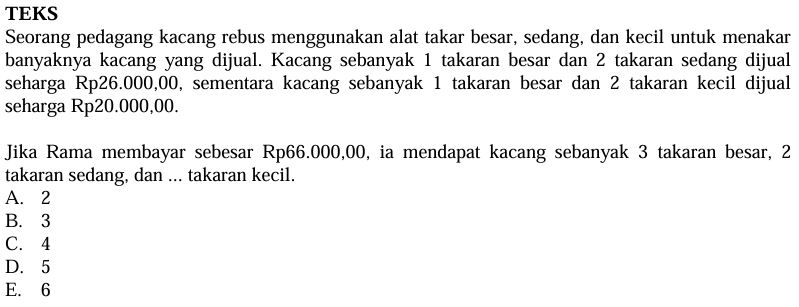 TEKS
Seorang pedagang kacang rebus menggunakan alat takar besar, sedang, dan kecil untuk menakar
banyaknya kacang yang dijual. Kacang sebanyak 1 takaran besar dan 2 takaran sedang dijual
seharga Rp26.000,00, sementara kacang sebanyak 1 takaran besar dan 2 takaran kecil dijual
seharga Rp20.000,00.
Jika Rama membayar sebesar Rp66.000,00, ia mendapat kacang sebanyak 3 takaran besar, 2
takaran sedang, dan ... takaran kecil.
A. 2
B. 3
C. 4
D. 5
E. 6